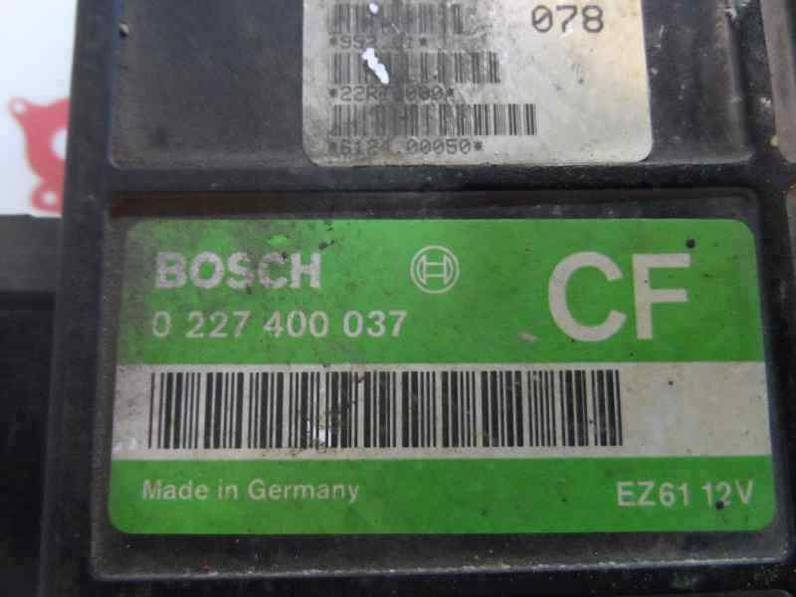 078
BOSCH
CF
0 227 400 037
Made in Germany
EZ61 12V